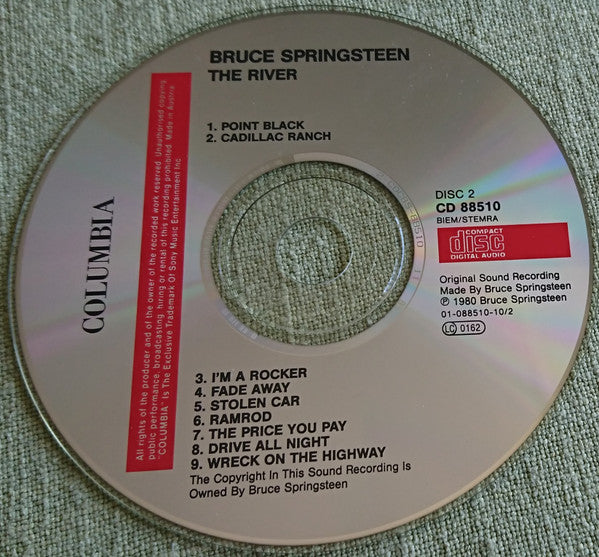 BRUCE SPRINGSTEEN
THE RIVER
1. POINT BLACK
2. CADILLAC RANCH
COLUMBIA
All rights of the producer and of the owner of the recorded work reserved. Unauthorised copying,
public performance, broadcasting, hiring or rental of this recording prohibited. Made in Austria
"COLUMBIA" Is The Exclusive Trademark Of Sony Music Entertainment Inc.
DISC 2
CD 88510
BIEM/STEMRA
COMPACT
disc
DIGITAL AUDIO
Original Sound Recording
Made By Bruce Springsteen
℗ 1980 Bruce Springsteen
01-088510-10/2
LC 0162
3. I'M A ROCKER
4. FADE AWAY
5. STOLEN CAR
6. RAMROD
7. THE PRICE YOU PAY
8. DRIVE ALL NIGHT
9. WRECK ON THE HIGHWAY
The Copyright In This Sound Recording Is
Owned By Bruce Springsteen